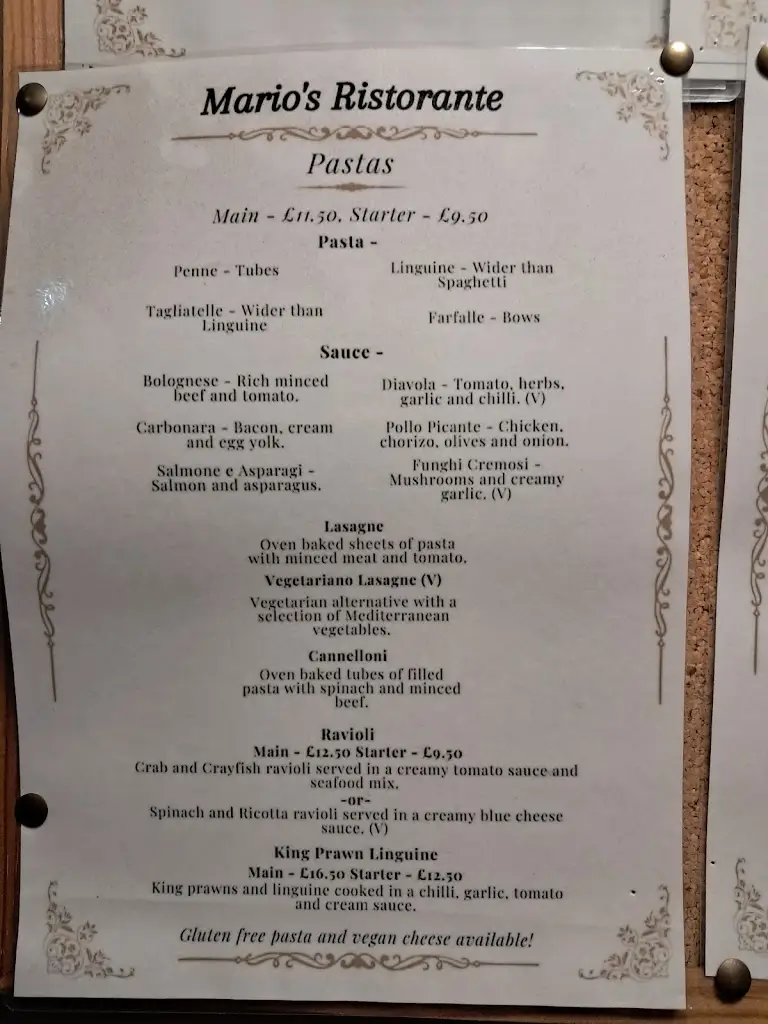 Mario's Ristorante
Pastas
Main - £11.50, Starter - £9.50
Pasta -
Penne - Tubes
Linguine - Wider than
Spaghetti
Tagliatelle - Wider than
Linguine
Farfalle - Bows
Sauce -
Bolognese - Rich minced
beef and tomato.
Diavola - Tomato, herbs,
garlic and chilli. (V)
Carbonara - Bacon, cream
and egg yolk.
Pollo Picante - Chicken,
chorizo, olives and onion.
Salmone e Asparagi -
Salmon and asparagus.
Funghi Cremosi -
Mushrooms and creamy
garlic. (V)
Lasagne
Oven baked sheets of pasta
with minced meat and tomato.
Vegetariano Lasagne (V)
Vegetarian alternative with a
selection of Mediterranean
vegetables.
Cannelloni
Oven baked tubes of filled
pasta with spinach and minced
beef.
Ravioli
Main - £12.50 Starter - £9.50
Crab and Crayfish ravioli served in a creamy tomato sauce and
seafood mix.
-or-
Spinach and Ricotta ravioli served in a creamy blue cheese
sauce. (V)
King Prawn Linguine
Main - £16.50 Starter - £12.50
King prawns and linguine cooked in a chilli, garlic, tomato
and cream sauce.
Gluten free pasta and vegan cheese available!